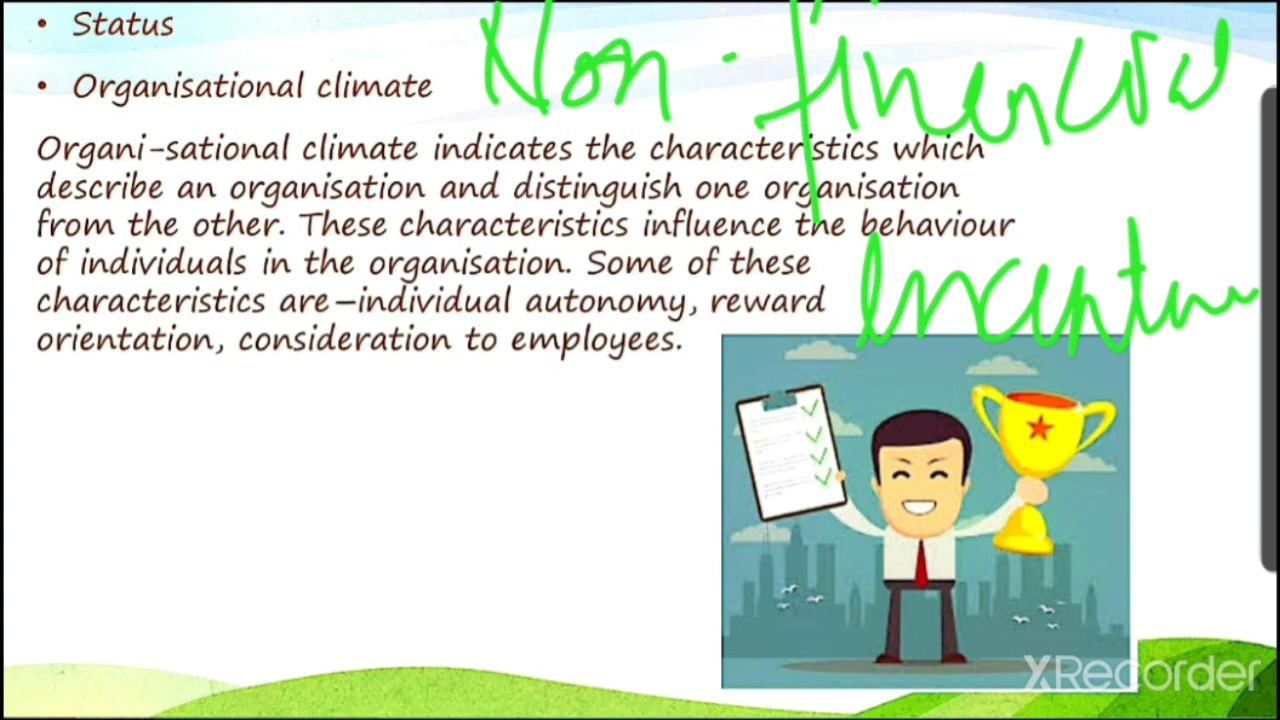 • Status
Non-financial
• Organisational climate
Organi-sational climate indicates the characteristics which
describe an organisation and distinguish one organisation
from the other. These characteristics influence the behaviour
of individuals in the organisation. Some of these
characteristics are–individual autonomy, reward
orientation, consideration to employees.
XRecorder